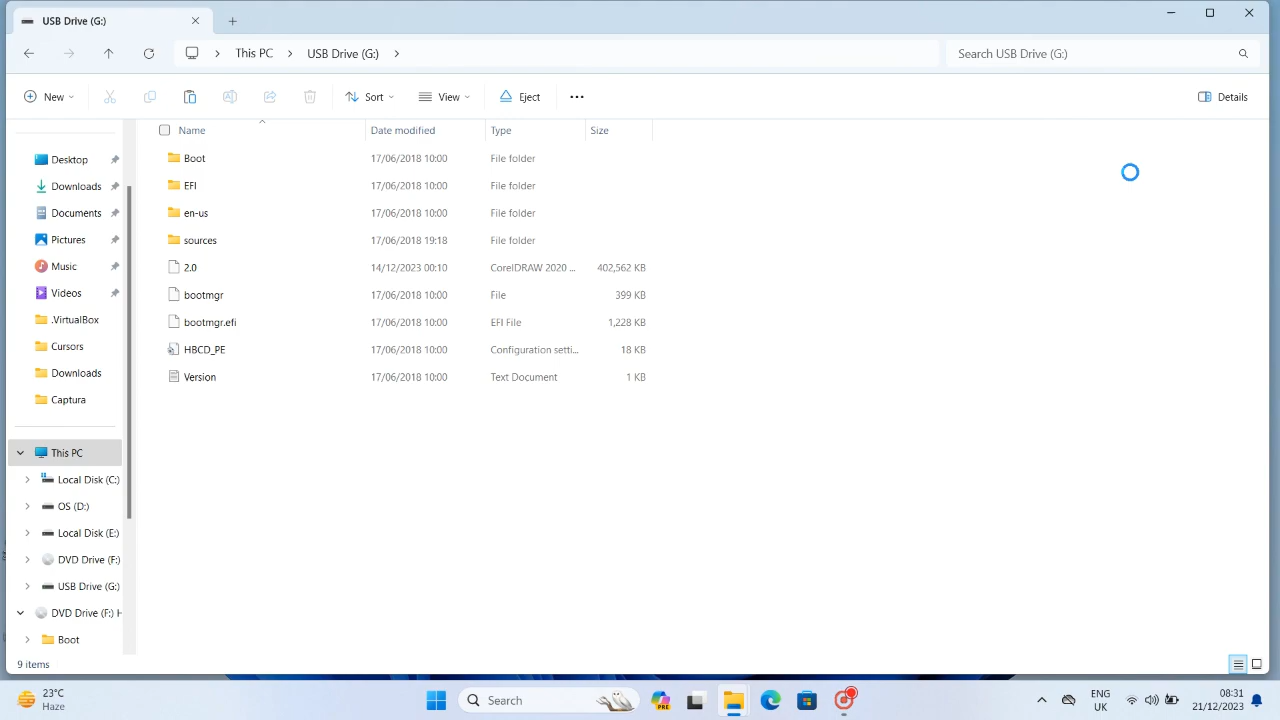 USB Drive (G:)
This PC
USB Drive (G:)
Search USB Drive (G:)
New
Sort
View
Eject
Details
Name
Date modified
Type
Size
Boot
17/06/2018 10:00
File folder
EFI
17/06/2018 10:00
File folder
en-us
17/06/2018 10:00
File folder
sources
17/06/2018 19:18
File folder
2.0
14/12/2023 00:10
CorelDRAW 2020 ...
402,562 KB
bootmgr
17/06/2018 10:00
File
399 KB
bootmgr.efi
17/06/2018 10:00
EFI File
1,228 KB
HBCD_PE
17/06/2018 10:00
Configuration setti...
18 KB
Version
17/06/2018 10:00
Text Document
1 KB
Desktop
Downloads
Documents
Pictures
Music
Videos
.VirtualBox
Cursors
Downloads
Captura
This PC
Local Disk (C:)
OS (D:)
Local Disk (E:)
DVD Drive (F:)
USB Drive (G:)
DVD Drive (F:) H
Boot
9 items
23°C
Haze
Search
PRE
ENG
UK
08:31
21/12/2023